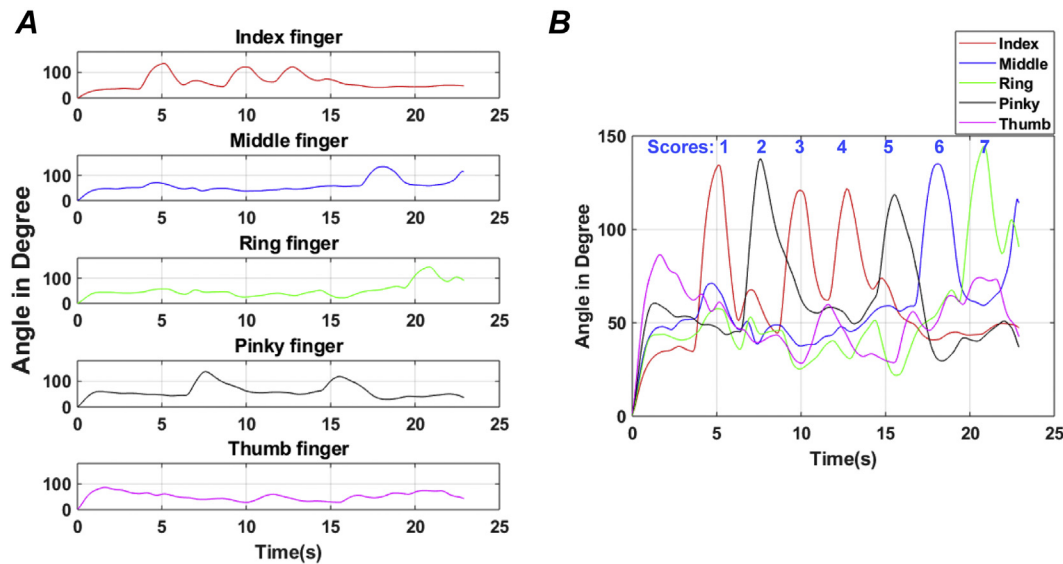 A
Index finger
100
0
0 5 10 15 20 25
Middle finger
100
0
0 5 10 15 20 25
Ring finger
100
0
0 5 10 15 20 25
Pinky finger
100
0
0 5 10 15 20 25
Thumb finger
100
0
0 5 10 15 20 25
Time(s)
Angle in Degree
B
Index
Middle
Ring
Pinky
Thumb
Scores: 1 2 3 4 5 6 7
150
100
50
0
0 5 10 15 20 25
Time(s)
Angle in Degree